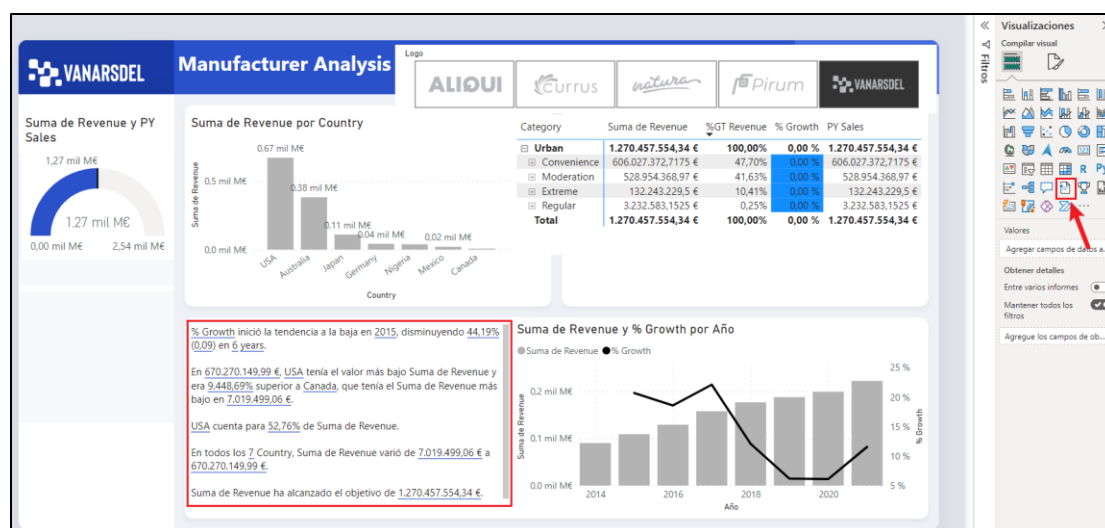 Logo
VANARSDEL
Manufacturer Analysis
ALIQUI
Currus
natura
Pirum
VANARSDEL
Suma de Revenue y PY
Sales
1,27 mil M€
1.27 mil M€
0,00 mil M€
2,54 mil M€
Suma de Revenue por Country
Suma de Revenue
0.5 mil M€
0.0 mil M€
0.67 mil M€
0.38 mil M€
0.11 mil M€
0.04 mil M€
0.02 mil M€
USA
Australia
Japan
Germany
Nigeria
Mexico
Canada
Country
Category Suma de Revenue %GT Revenue % Growth PY Sales
Urban 1.270.457.554,34 € 100,00% 0,00 % 1.270.457.554,34 €
Convenience 606.027.372,7175 € 47,70% 0,00 % 606.027.372,7175 €
Moderation 528.954.368,97 € 41,63% 0,00 % 528.954.368,97 €
Extreme 132.243.229,5 € 10,41% 0,00 % 132.243.229,5 €
Regular 3.232.583,1525 € 0,25% 0,00 % 3.232.583,1525 €
Total 1.270.457.554,34 € 100,00% 0,00 % 1.270.457.554,34 €
% Growth inició la tendencia a la baja en 2015, disminuyendo 44,19%
(0,09) en 6 years.
En 670.270.149,99 €, USA tenía el valor más bajo Suma de Revenue y
era 9.448,69% superior a Canada, que tenía el Suma de Revenue más
bajo en 7.019.499,06 €.
USA cuenta para 52,76% de Suma de Revenue.
En todos los 7 Country, Suma de Revenue varió de 7.019.499,06 € a
670.270.149,99 €.
Suma de Revenue ha alcanzado el objetivo de 1.270.457.554,34 €.
Suma de Revenue y % Growth por Año
Suma de Revenue % Growth
Suma de Revenue
0,2 mil M€
0,1 mil M€
0,0 mil M€
25 %
20 %
15 %
10 %
5 %
% Growth
2014
2016
2018
2020
Año
Filtros
Visualizaciones
Compilar visual
R Py
Valores
Agregar campos de datos a...
Obtener detalles
Entre varios informes
Mantener todos los
filtros
Agregue los campos de ob...